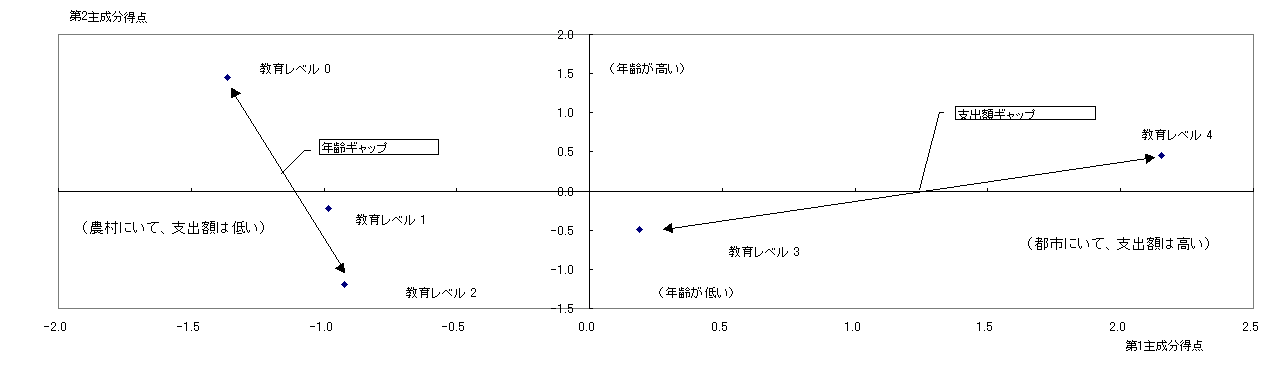 第2主成分得点
2.0
教育レベル 0
(年齢が高い)
1.5
1.0
支出額ギャップ
教育レベル 4
年齢ギャップ
0.5
0.0
教育レベル 1
(農村にいて、支出額は低い)
-0.5
(都市にいて、支出額は高い)
教育レベル 3
-1.0
教育レベル 2
(年齢が低い)
-1.5
-2.0 -1.5 -1.0 -0.5 0.0 0.5 1.0 1.5 2.0 2.5
第1主成分得点